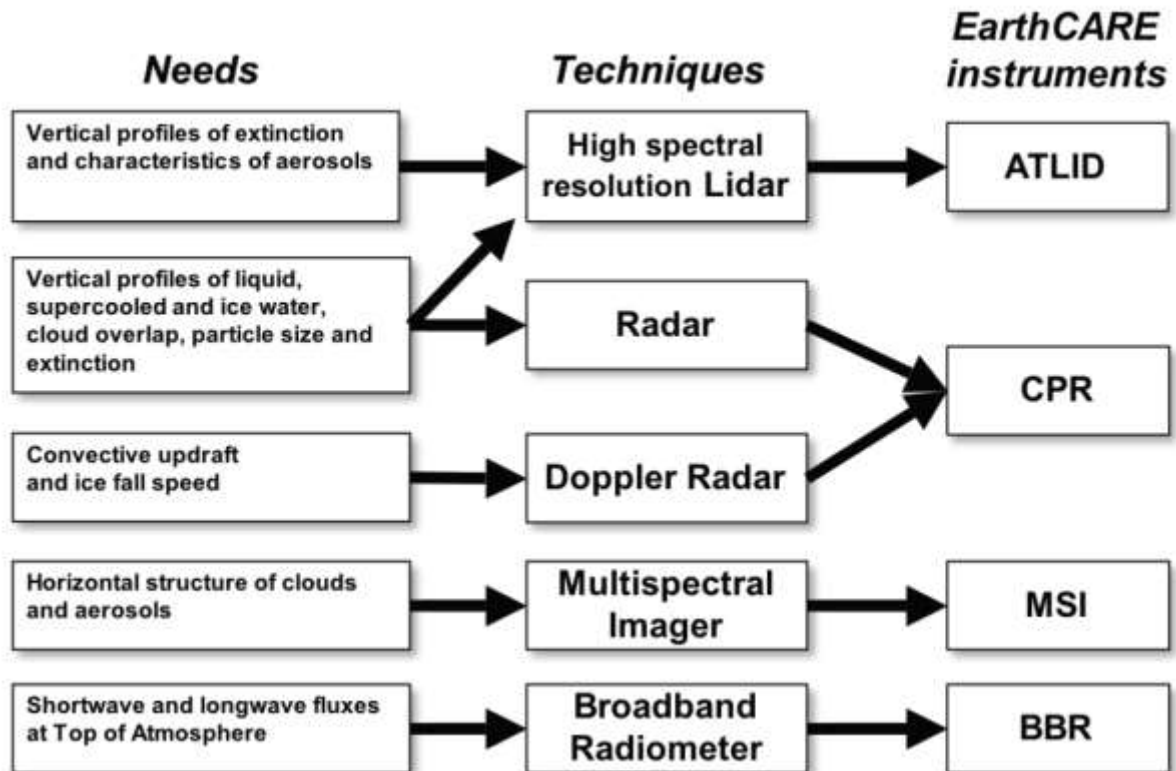 Needs
Techniques
EarthCARE
instruments
Vertical profiles of extinction
and characteristics of aerosols
High spectral
resolution Lidar
ATLID
Vertical profiles of liquid,
supercooled and ice water,
cloud overlap, particle size and
extinction
Radar
CPR
Convective updraft
and ice fall speed
Doppler Radar
Horizontal structure of clouds
and aerosols
Multispectral
Imager
MSI
Shortwave and longwave fluxes
at Top of Atmosphere
Broadband
Radiometer
BBR